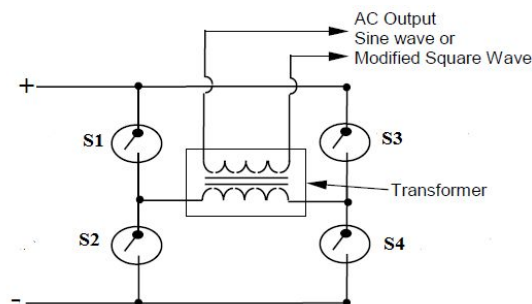 AC Output
Sine wave or
Modified Square Wave
+
S1
S3
Transformer
S2
S4
-